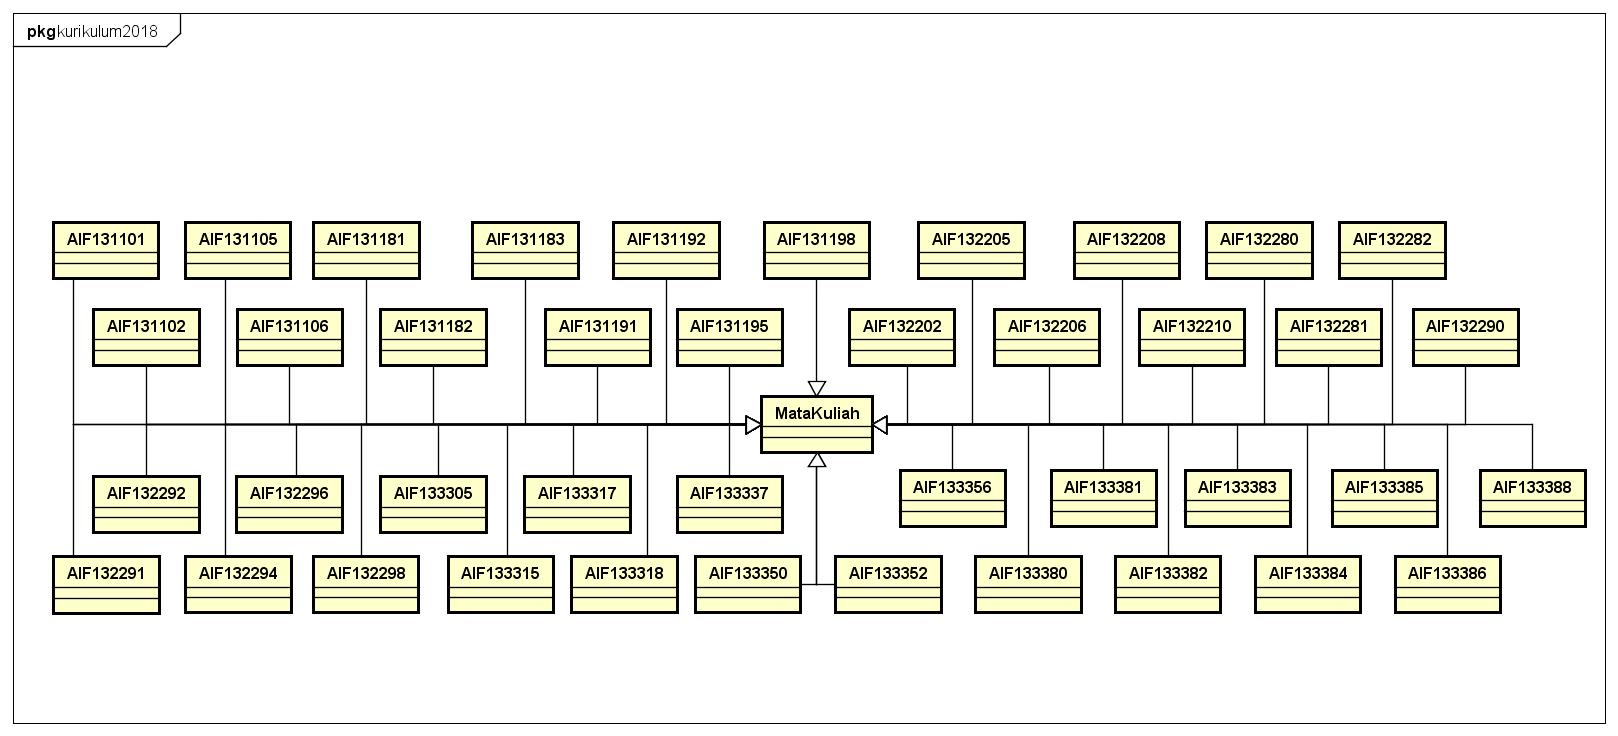 pkgkurikulum2018
AIF131101 AIF131105 AIF131181 AIF131183 AIF131192 AIF131198 AIF132205 AIF132208 AIF132280 AIF132282
AIF131102 AIF131106 AIF131182 AIF131191 AIF131195 AIF132202 AIF132206 AIF132210 AIF132281 AIF132290
MataKuliah
AIF132292 AIF132296 AIF133305 AIF133317 AIF133337 AIF133356 AIF133381 AIF133383 AIF133385 AIF133388
AIF132291 AIF132294 AIF132298 AIF133315 AIF133318 AIF133350 AIF133352 AIF133380 AIF133382 AIF133384 AIF133386